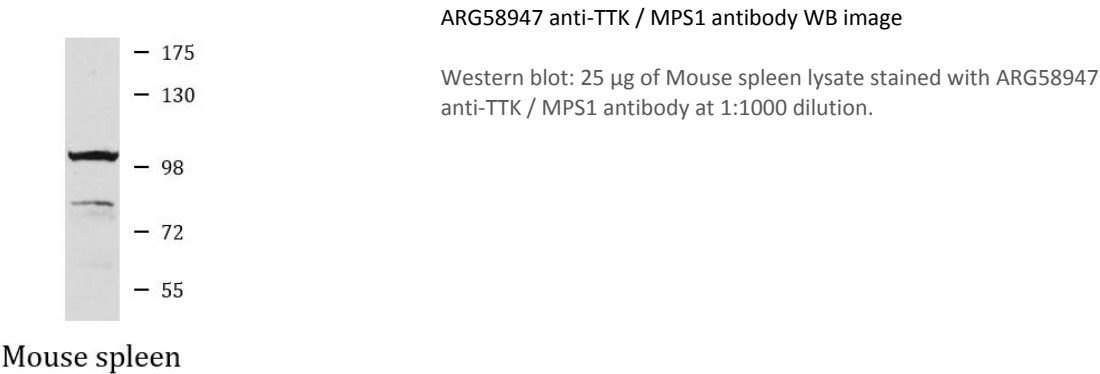 ARG58947 anti-TTK / MPS1 antibody WB image
Western blot: 25 µg of Mouse spleen lysate stained with ARG58947
anti-TTK / MPS1 antibody at 1:1000 dilution.
– 175
– 130
– 98
– 72
– 55
Mouse spleen